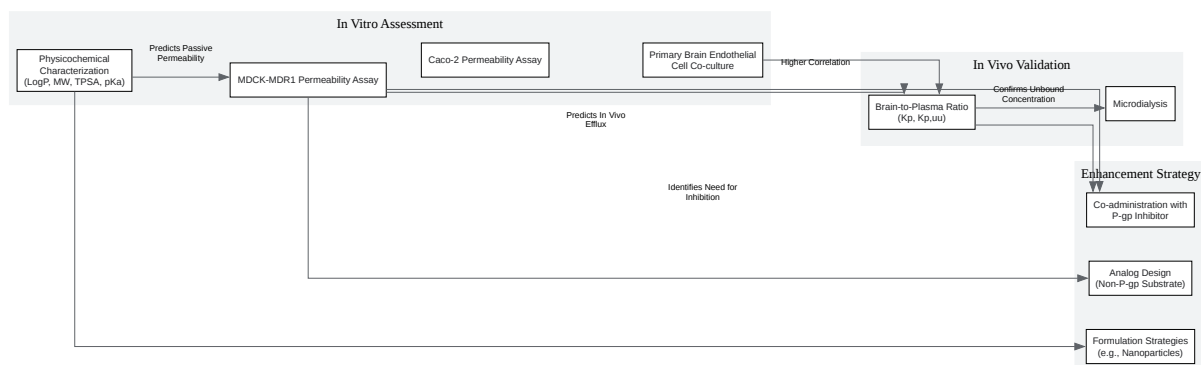 In Vitro Assessment
Physicochemical
Characterization
(LogP, MW, TPSA, pKa)
Predicts Passive
Permeability
MDCK-MDR1 Permeability Assay
Caco-2 Permeability Assay
Primary Brain Endothelial
Cell Co-culture
Higher Correlation
In Vivo Validation
Brain-to-Plasma Ratio
(Kp, Kp,uu)
Confirms Unbound
Concentration
Microdialysis
Predicts In Vivo
Efflux
Identifies Need for
Inhibition
Enhancement Strategy
Co-administration with
P-gp Inhibitor
Analog Design
(Non-P-gp Substrate)
Formulation Strategies
(e.g., Nanoparticles)